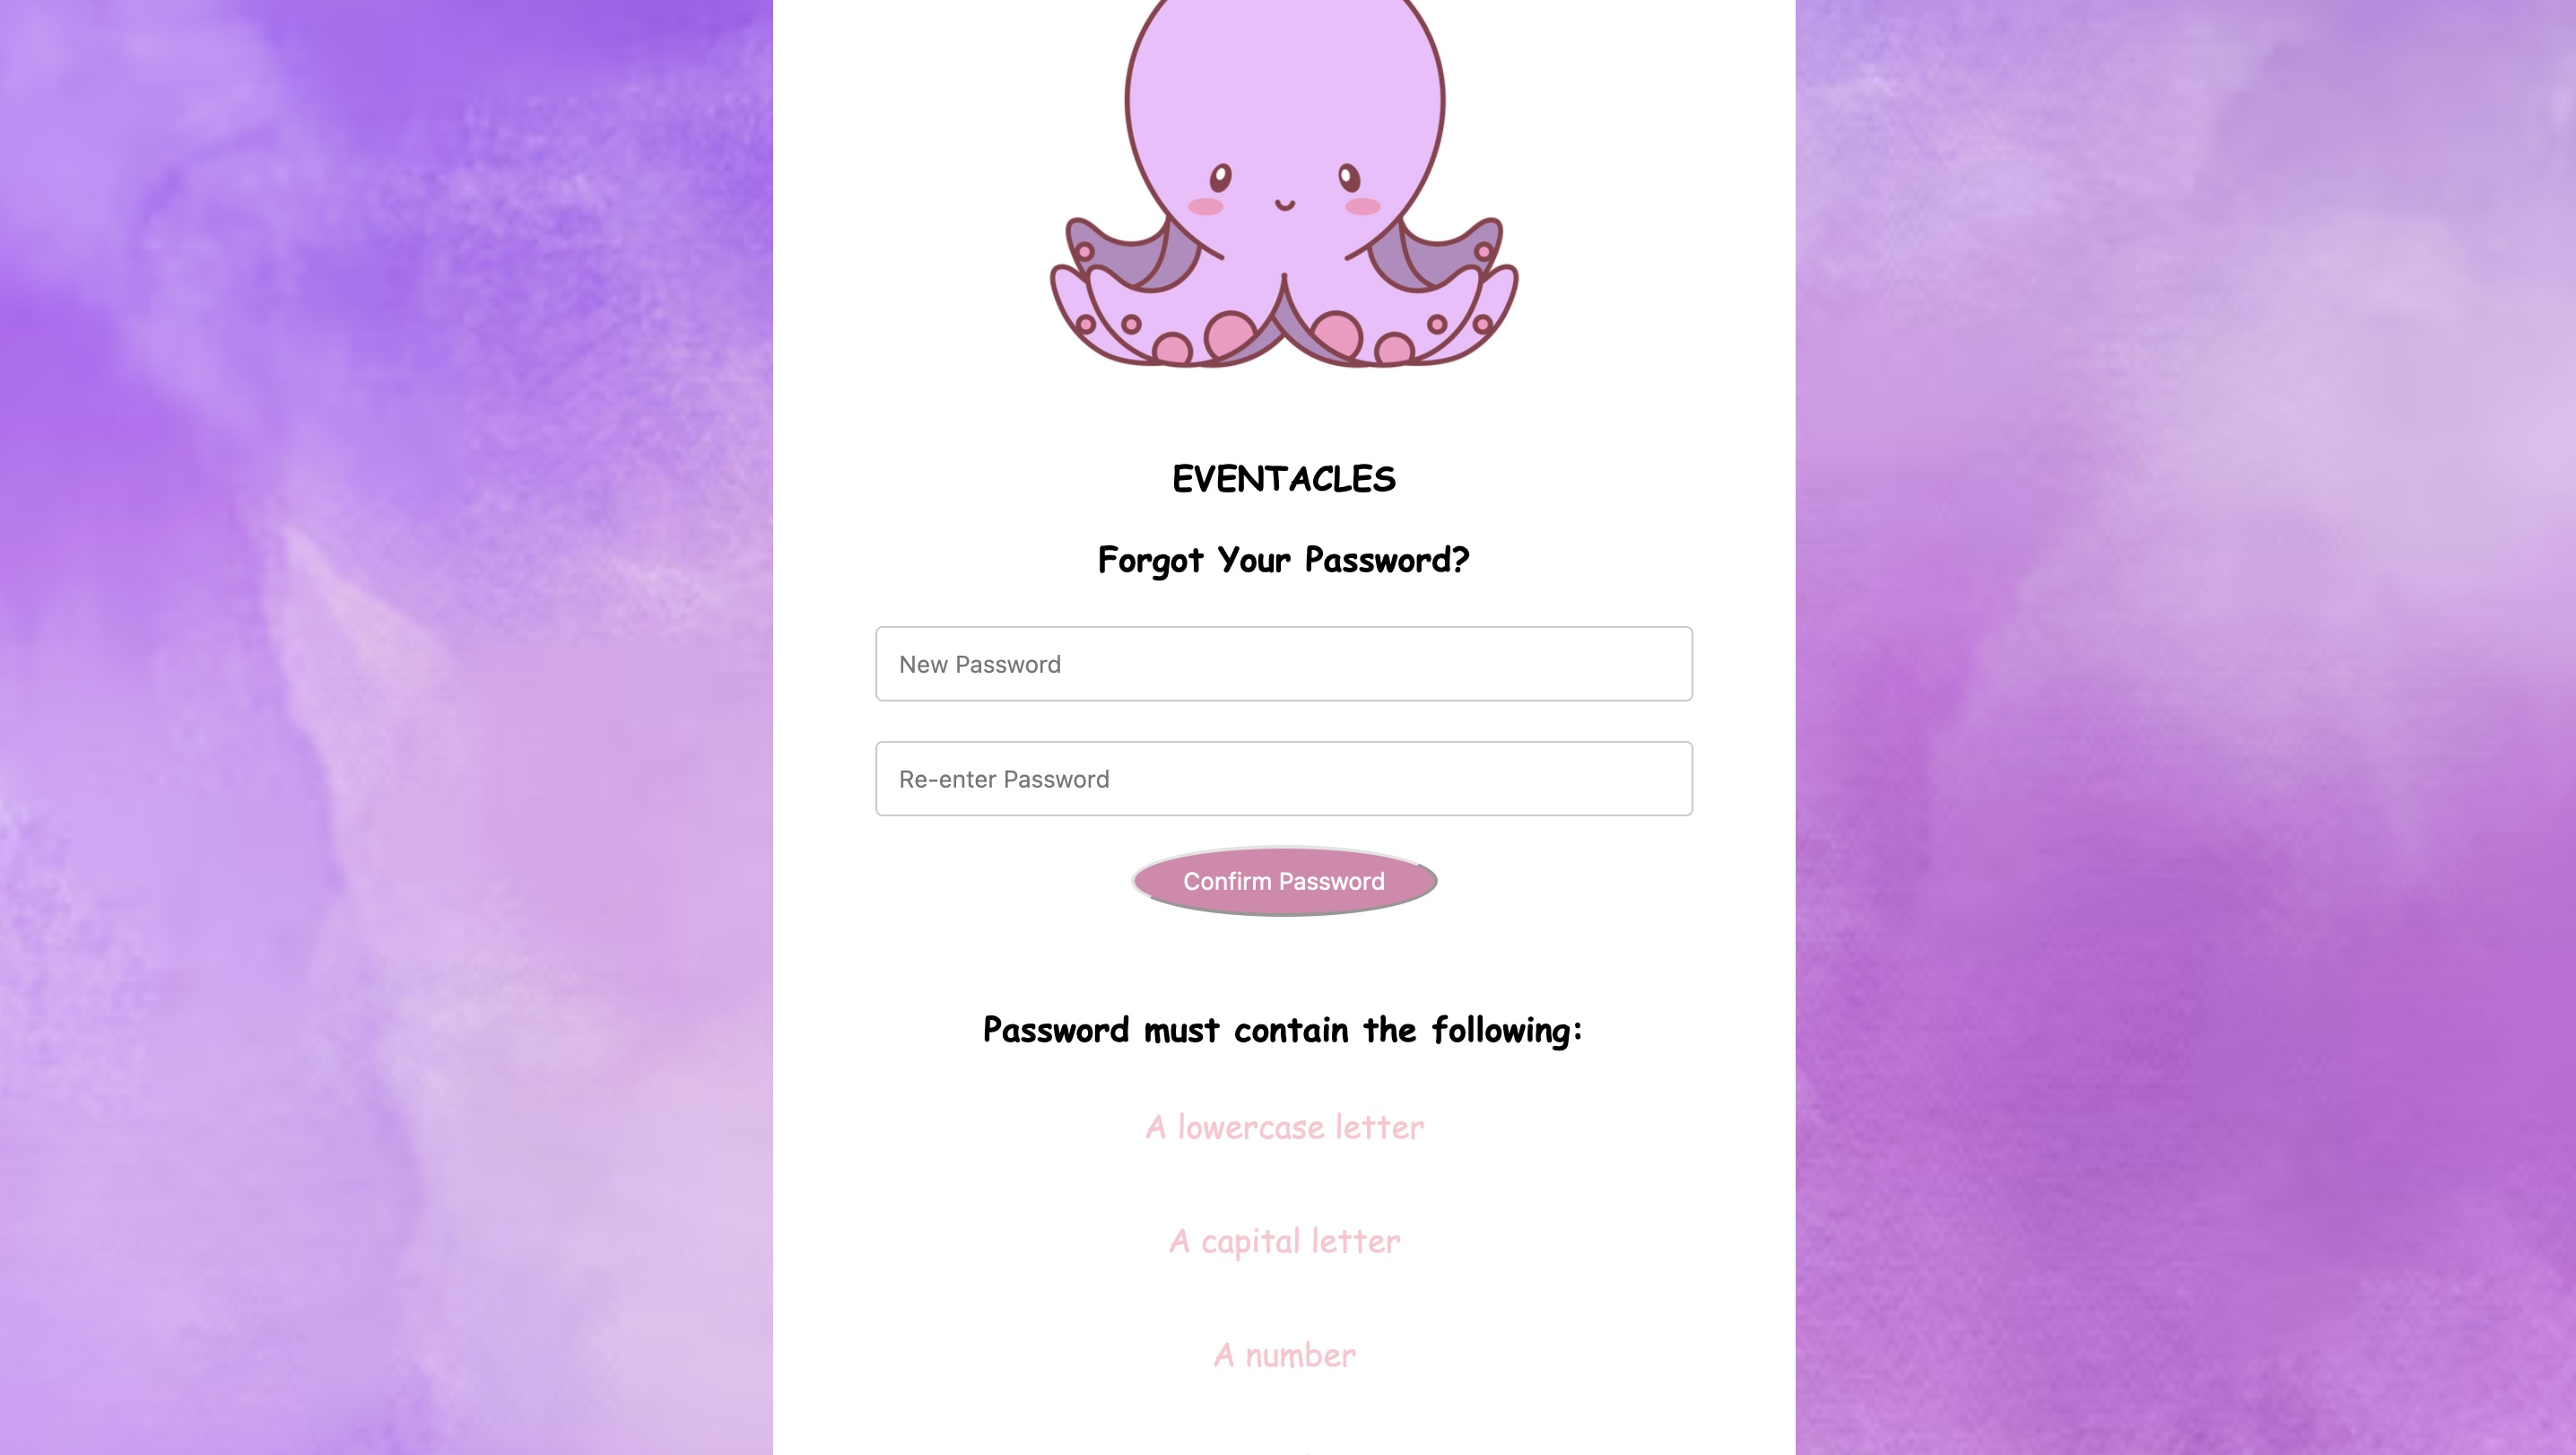 EVENTACLES
Forgot Your Password?
New Password
Re-enter Password
Confirm Password
Password must contain the following:
A lowercase letter
A capital letter
A number